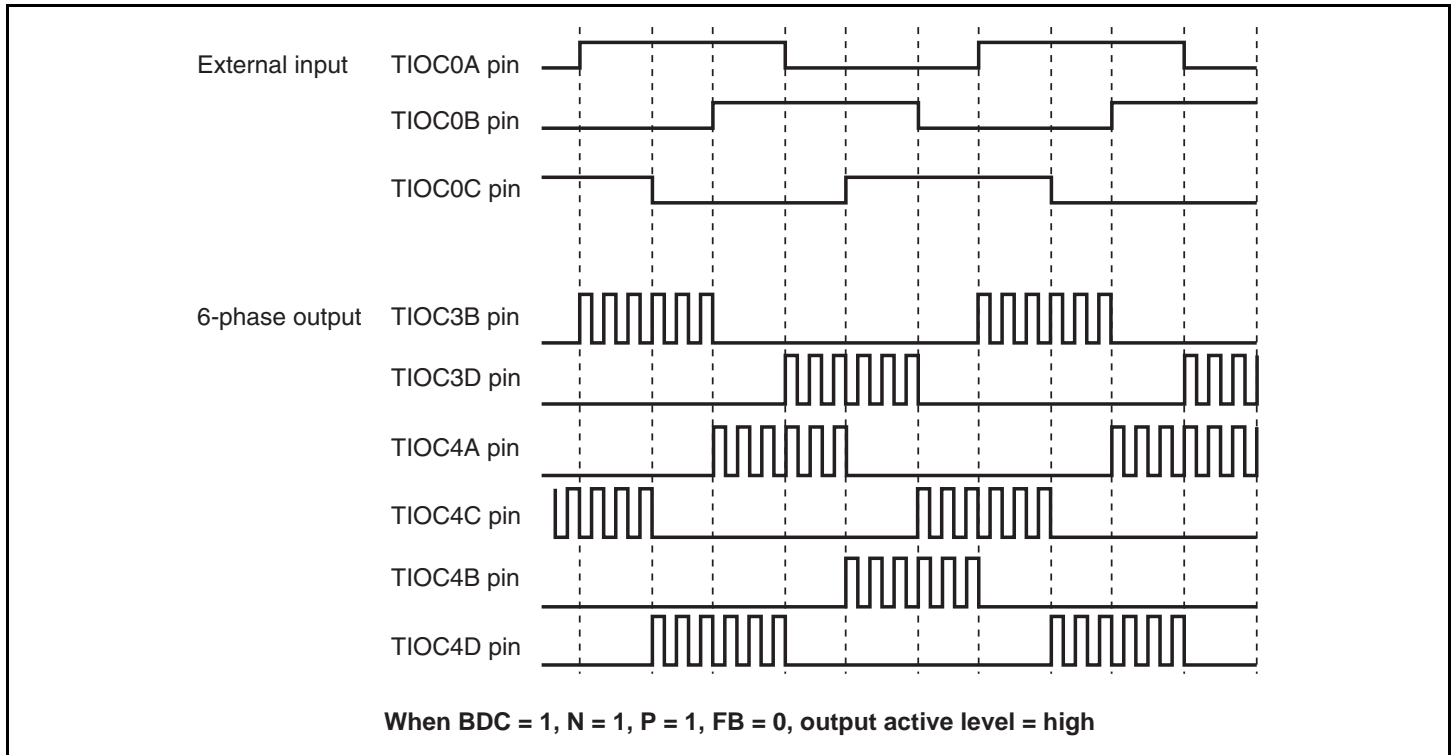 External input TIOC0A pin
TIOC0B pin
TIOC0C pin
6-phase output TIOC3B pin
TIOC3D pin
TIOC4A pin
TIOC4C pin
TIOC4B pin
TIOC4D pin
When BDC = 1, N = 1, P = 1, FB = 0, output active level = high